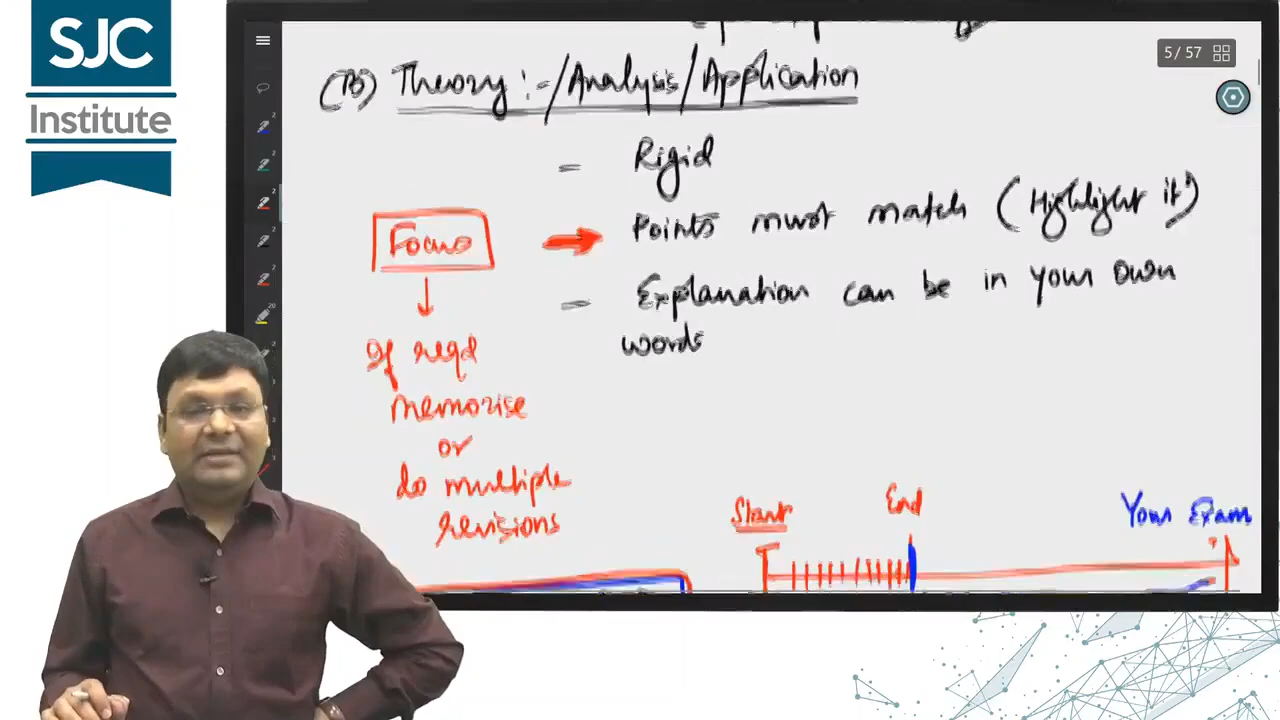 SJC
Institute
5 / 57
(B) Theory :- /Analysis/Application
= Rigid
Points must match (Highlight it)
= Explanation can be in your own
words
Focus
If reqd
memorise
or
do multiple
revisions
Start
End
Your Exam